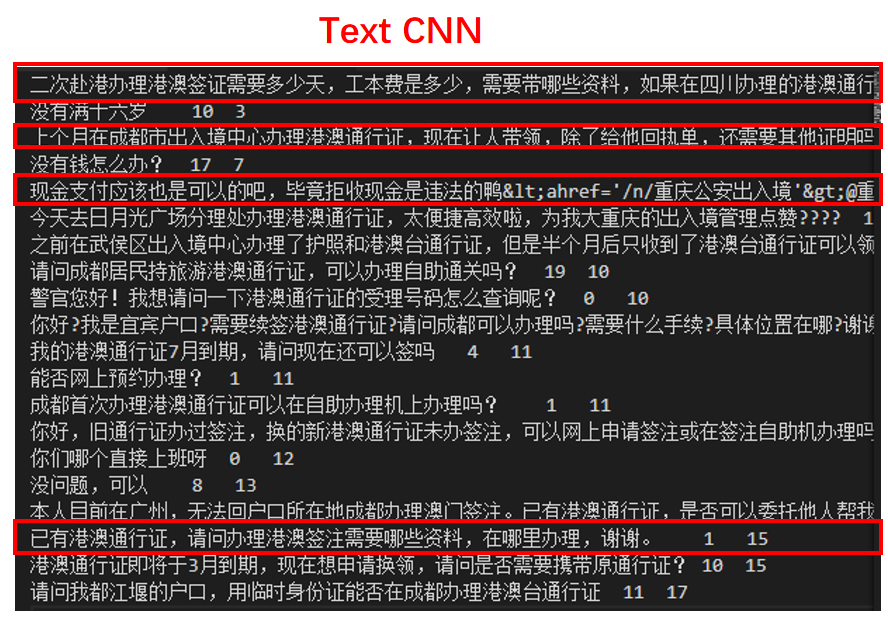 Text CNN
二次赴港办理港澳签证需要多少天，工本费是多少，需要带哪些资料，如果在四川办理的港澳通行
没有满十六岁    10  3
上个月在成都市出入境中心办理港澳通行证，现在让人带领，除了给他回执单，还需要其他证明吗
没有钱怎么办？  17  7
现金支付应该也是可以的吧，毕竟拒收现金是违法的鸭&lt;ahref='/n/重庆公安出入境'&gt;@重
今天去日月光广场分理处办理港澳通行证，太便捷高效啦，为我大重庆的出入境管理点赞????  1
之前在武侯区出入境中心办理了护照和港澳台通行证，但是半个月后只收到了港澳台通行证可以领
请问成都居民持旅游港澳通行证，可以办理自助通关吗？  19  10
警官您好！我想请问一下港澳通行证的受理号码怎么查询呢？  0   10
你好?我是宜宾户口?需要续签港澳通行证?请问成都可以办理吗?需要什么手续?具体位置在哪?谢谢
我的港澳通行证7月到期，请问现在还可以签吗   4   11
能否网上预约办理？  1   11
成都首次办理港澳通行证可以在自助办理机上办理吗？    1   11
你好，旧通行证办过签注，换的新港澳通行证未办签注，可以网上申请签注或在签注自助机办理吗
你们哪个直接上班呀  0   12
没问题，可以    8   13
本人目前在广州，无法回户口所在地成都办理澳门签注。已有港澳通行证，是否可以委托他人帮我
已有港澳通行证，请问办理港澳签注需要哪些资料，在哪里办理，谢谢。    1   15
港澳通行证即将于3月到期，现在想申请换领，请问是否需要携带原通行证？ 10  15
请问我都江堰的户口，用临时身份证能否在成都办理港澳台通行证  11  17